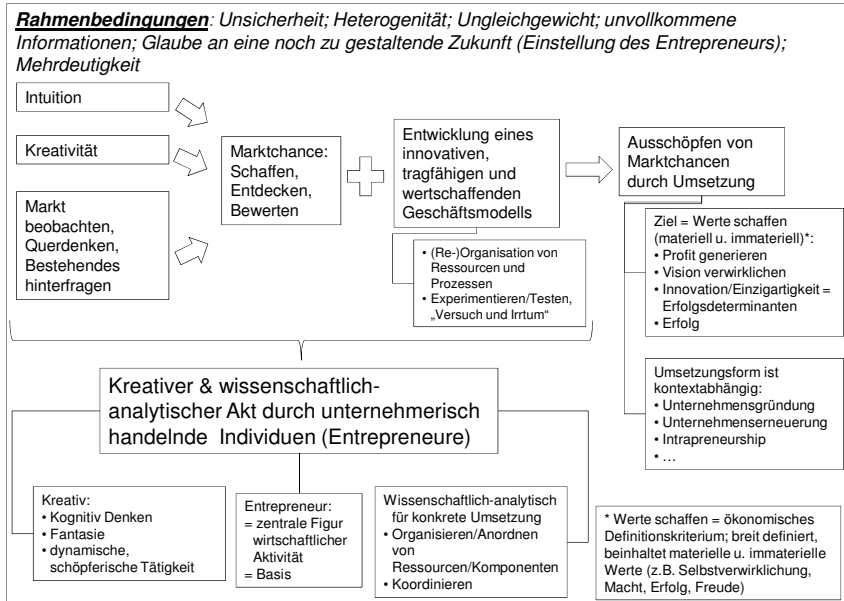 Rahmenbedingungen: Unsicherheit; Heterogenität; Ungleichgewicht; unvollkommene
Informationen; Glaube an eine noch zu gestaltende Zukunft (Einstellung des Entrepreneurs);
Mehrdeutigkeit
Intuition
Kreativität
Markt
beobachten,
Querdenken,
Bestehendes
hinterfragen
Marktchance:
Schaffen,
Entdecken,
Bewerten
Entwicklung eines
innovativen,
tragfähigen und
wertschaffenden
Geschäftsmodells
• (Re-)Organisation von
Ressourcen und
Prozessen
• Experimentieren/Testen,
„Versuch und Irrtum“
Ausschöpfen von
Marktchancen
durch Umsetzung
Ziel = Werte schaffen
(materiell u. immateriell)*:
• Profit generieren
• Vision verwirklichen
• Innovation/Einzigartigkeit =
Erfolgsdeterminanten
• Erfolg
Umsetzungsform ist
kontextabhängig:
• Unternehmensgründung
• Unternehmenserneuerung
• Intrapreneurship
• …
Kreativer & wissenschaftlich-
analytischer Akt durch unternehmerisch
handelnde Individuen (Entrepreneure)
Kreativ:
• Kognitiv Denken
• Fantasie
• dynamische,
schöpferische Tätigkeit
Entrepreneur:
= zentrale Figur
wirtschaftlicher
Aktivität
= Basis
Wissenschaftlich-analytisch
für konkrete Umsetzung
• Organisieren/Anordnen
von
Ressourcen/Komponenten
• Koordinieren
* Werte schaffen = ökonomisches
Definitionskriterium; breit definiert,
beinhaltet materielle u. immaterielle
Werte (z.B. Selbstverwirklichung,
Macht, Erfolg, Freude)